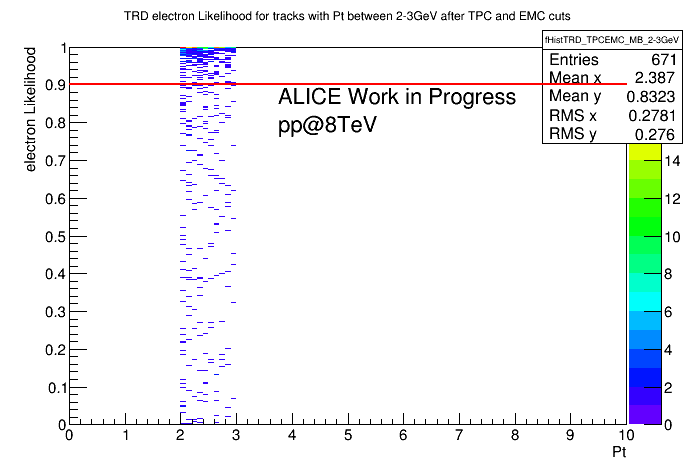 TRD electron Likelihood for tracks with Pt between 2-3GeV after TPC and EMC cuts
fHistTRD_TPCEMC_MB_2-3GeV
Entries 671
Mean x 2.387
Mean y 0.8323
RMS x 0.2781
RMS y 0.276
electron Likelihood
1
0.9
0.8
0.7
0.6
0.5
0.4
0.3
0.2
0.1
0
ALICE Work in Progress
pp@8TeV
14
12
10
8
6
4
2
0
0 1 2 3 4 5 6 7 8 9 10
Pt